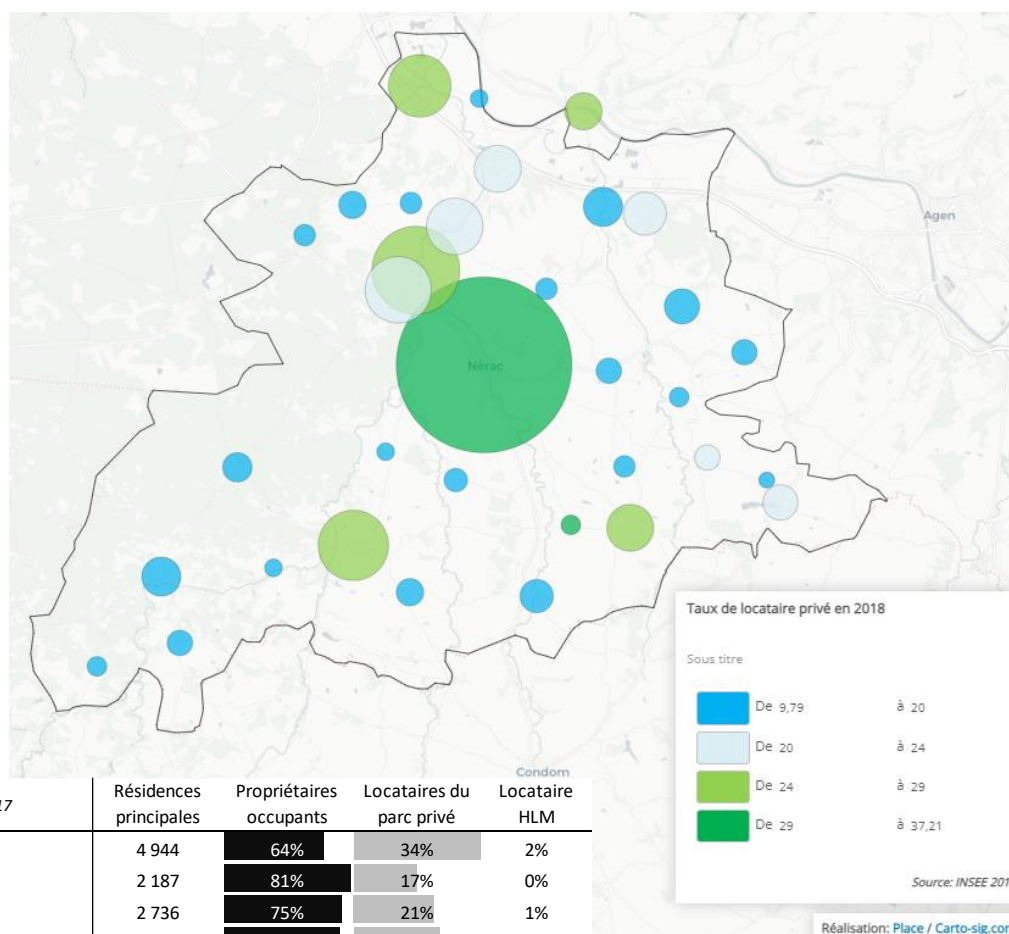 Agen
Nérac
Condom
Taux de locataire privé en 2018
Sous titre
De 9,79 à 20
De 20 à 24
De 24 à 29
De 29 à 37,21
Source: INSEE 201
Réalisation: Place / Carto-sig.com
17 Résidences principales Propriétaires occupants Locataires du parc privé Locataire HLM
4 944 64% 34% 2%
2 187 81% 17% 0%
2 736 75% 21% 1%